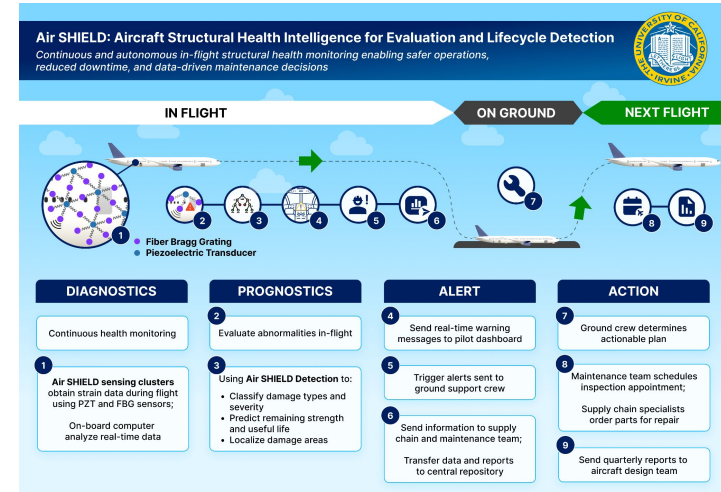 Air SHIELD: Aircraft Structural Health Intelligence for Evaluation and Lifecycle Detection
Continuous and autonomous in-flight structural health monitoring enabling safer operations,
reduced downtime, and data-driven maintenance decisions
THE UNIVERSITY OF CALIFORNIA
· IRVINE ·
IN FLIGHT
ON GROUND
NEXT FLIGHT
1
2
3
4
5
6
7
8
9
Fiber Bragg Grating
Piezoelectric Transducer
DIAGNOSTICS
Continuous health monitoring
1
Air SHIELD sensing clusters
obtain strain data during flight
using PZT and FBG sensors;
On-board computer
analyze real-time data
PROGNOSTICS
2
Evaluate abnormalities in-flight
3
Using Air SHIELD Detection to:
• Classify damage types and
severity
• Predict remaining strength
and useful life
• Localize damage areas
ALERT
4
Send real-time warning
messages to pilot dashboard
5
Trigger alerts sent to
ground support crew
6
Send information to supply
chain and maintenance team;
Transfer data and reports
to central repository
ACTION
7
Ground crew determines
actionable plan
8
Maintenance team schedules
inspection appointment;
Supply chain specialists
order parts for repair
9
Send quarterly reports to
aircraft design team